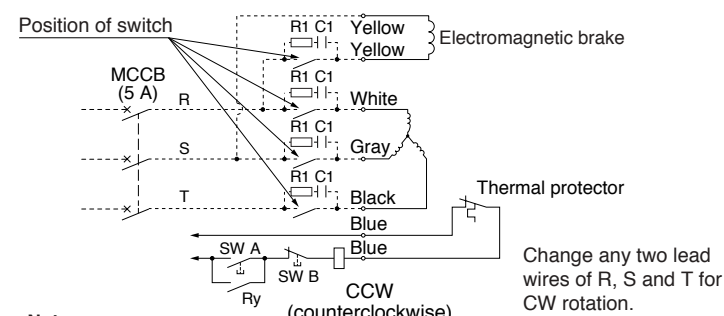 Position of switch
R1 C1
Yellow
Yellow
Electromagnetic brake
MCCB
(5 A)
R1 C1
R
White
R1 C1
S
Gray
R1 C1
T
Black
Thermal protector
Blue
Blue
SW A
SW B
Ry
CCW
(counterclockwise)
Change any two lead
wires of R, S and T for
CW rotation.